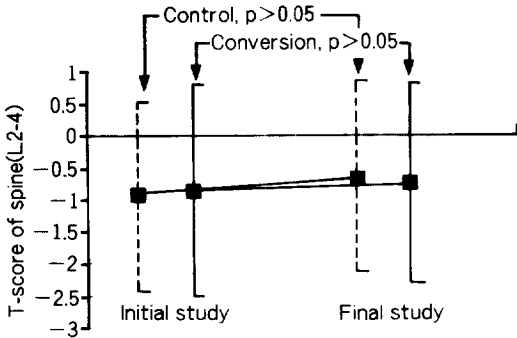 Control, p>0.05
Conversion, p>0.05
T-score of spine(L2-4)
1
0.5
0
−0.5
−1
−1.5
−2
−2.5
−3
Initial study
Final study